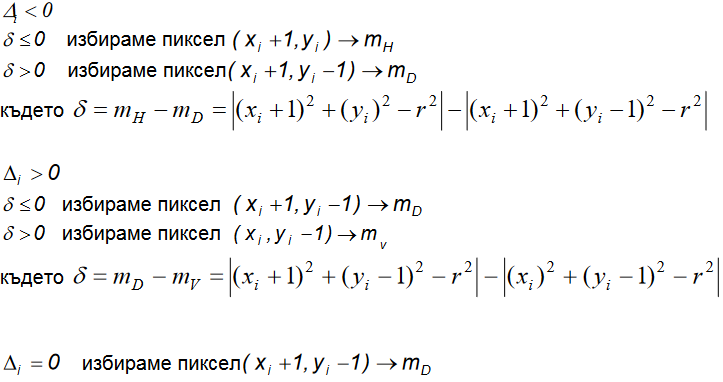 Δᵢ < 0
δ ≤ 0 избираме пиксел ( xᵢ +1, yᵢ ) → m_H
δ > 0 избираме пиксел( xᵢ +1, yᵢ −1) → m_D
където δ = m_H − m_D = |(xᵢ +1)² + (yᵢ)² − r²| − |(xᵢ +1)² + (yᵢ −1)² − r²|
Δᵢ > 0
δ ≤ 0 избираме пиксел ( xᵢ +1, yᵢ −1) → m_D
δ > 0 избираме пиксел ( xᵢ , yᵢ −1) → m_v
където δ = m_D − m_V = |(xᵢ +1)² + (yᵢ −1)² − r²| − |(xᵢ)² + (yᵢ −1)² − r²|
Δᵢ = 0 избираме пиксел( xᵢ +1, yᵢ −1) → m_D